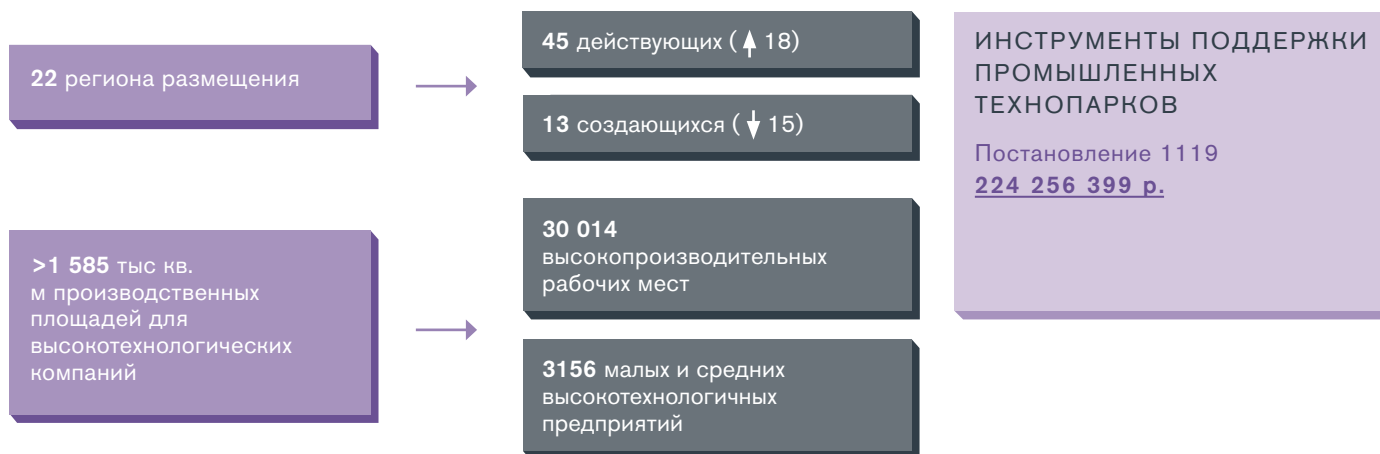 22 региона размещения
45 действующих ( 18)
13 создающихся ( 15)
>1 585 тыс кв.
м производственных
площадей для
высокотехнологических
компаний
30 014
высокопроизводительных
рабочих мест
3156 малых и средних
высокотехнологичных
предприятий
ИНСТРУМЕНТЫ ПОДДЕРЖКИ
ПРОМЫШЛЕННЫХ
ТЕХНОПАРКОВ
Постановление 1119
224 256 399 р.